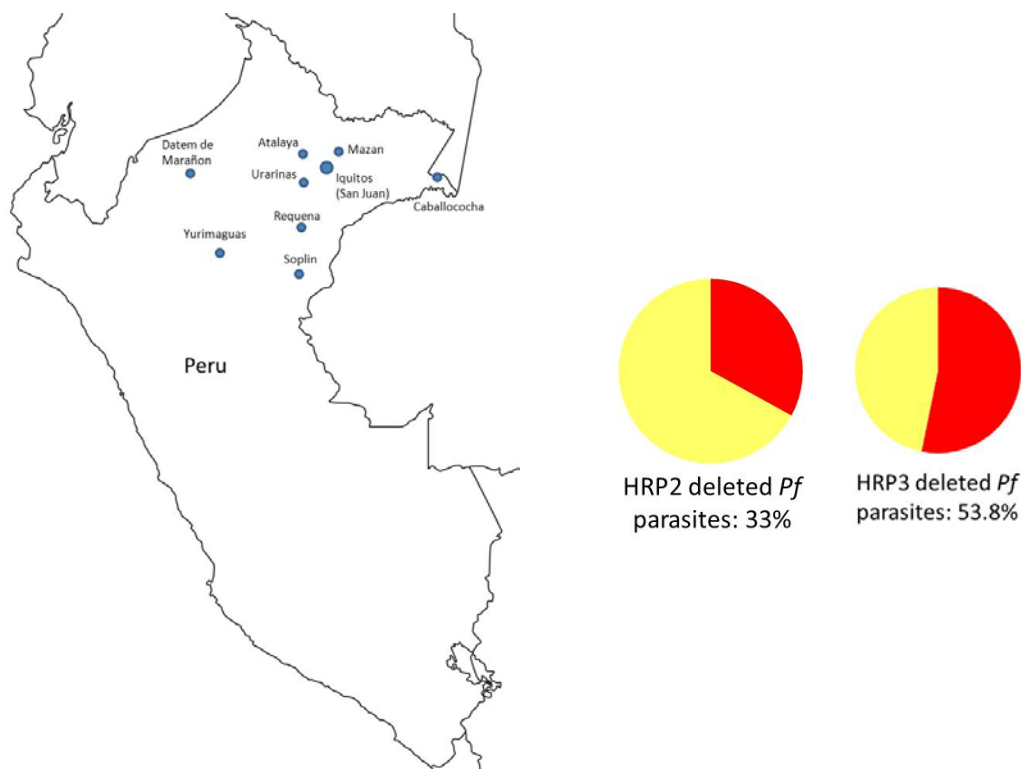 Datem de
Marañon
Atalaya
Mazan
Urarinas
Iquitos
(San Juan)
Caballococha
Requena
Yurimaguas
Soplin
Peru
HRP2 deleted Pf
parasites: 33%
HRP3 deleted Pf
parasites: 53.8%